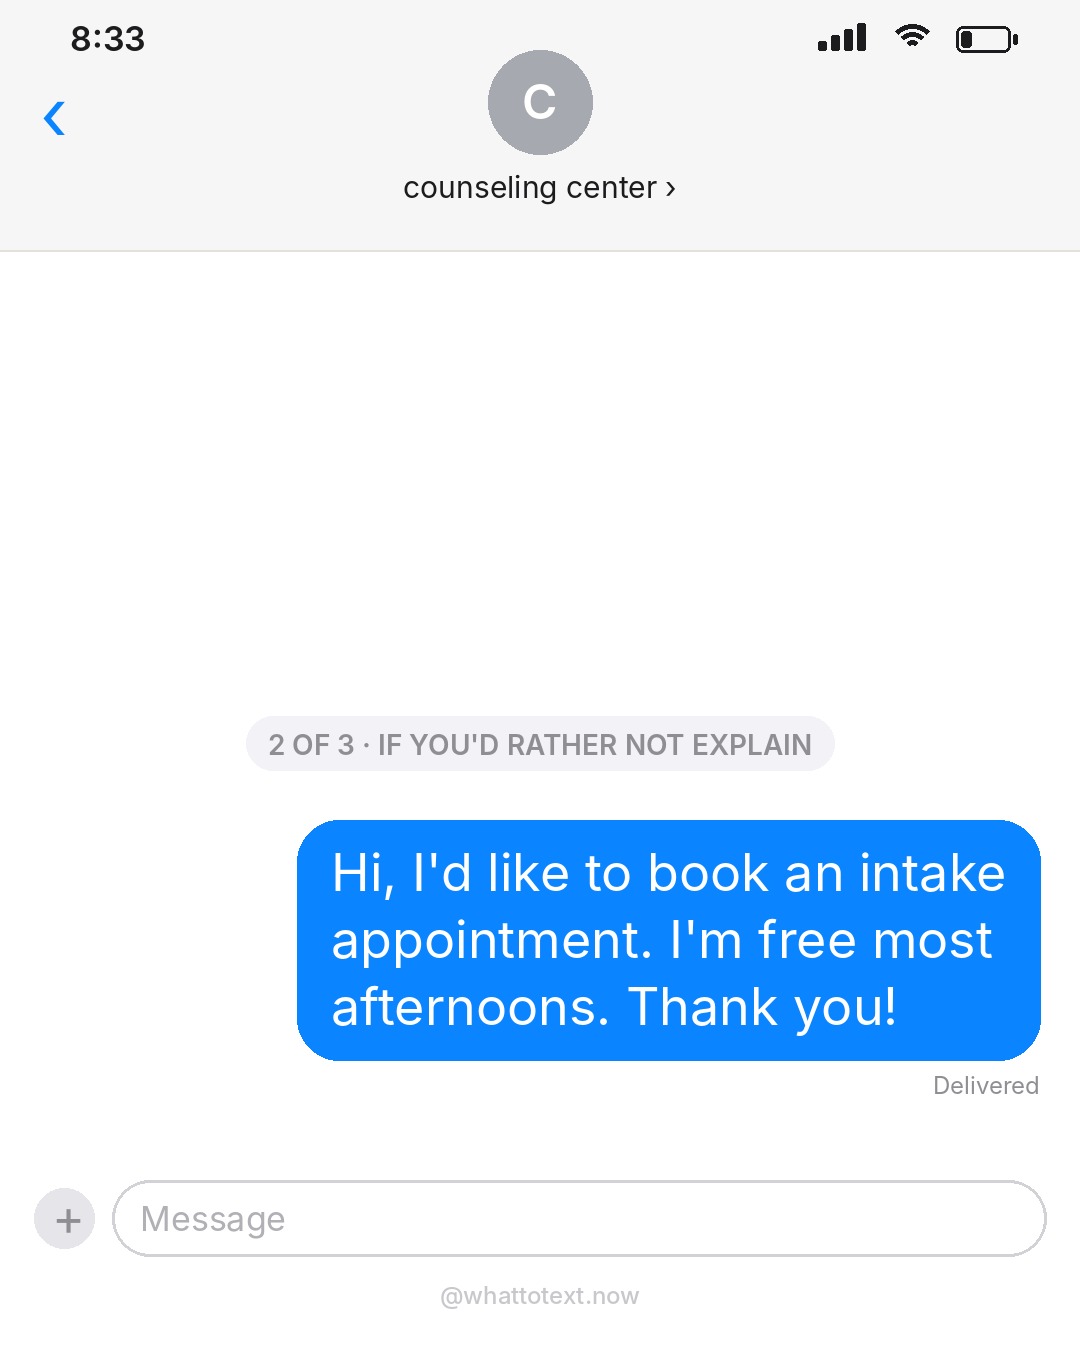 8:33
C
counseling center ›
2 OF 3 · IF YOU'D RATHER NOT EXPLAIN
Hi, I'd like to book an intake
appointment. I'm free most
afternoons. Thank you!
Delivered
Message
@whattotext.now